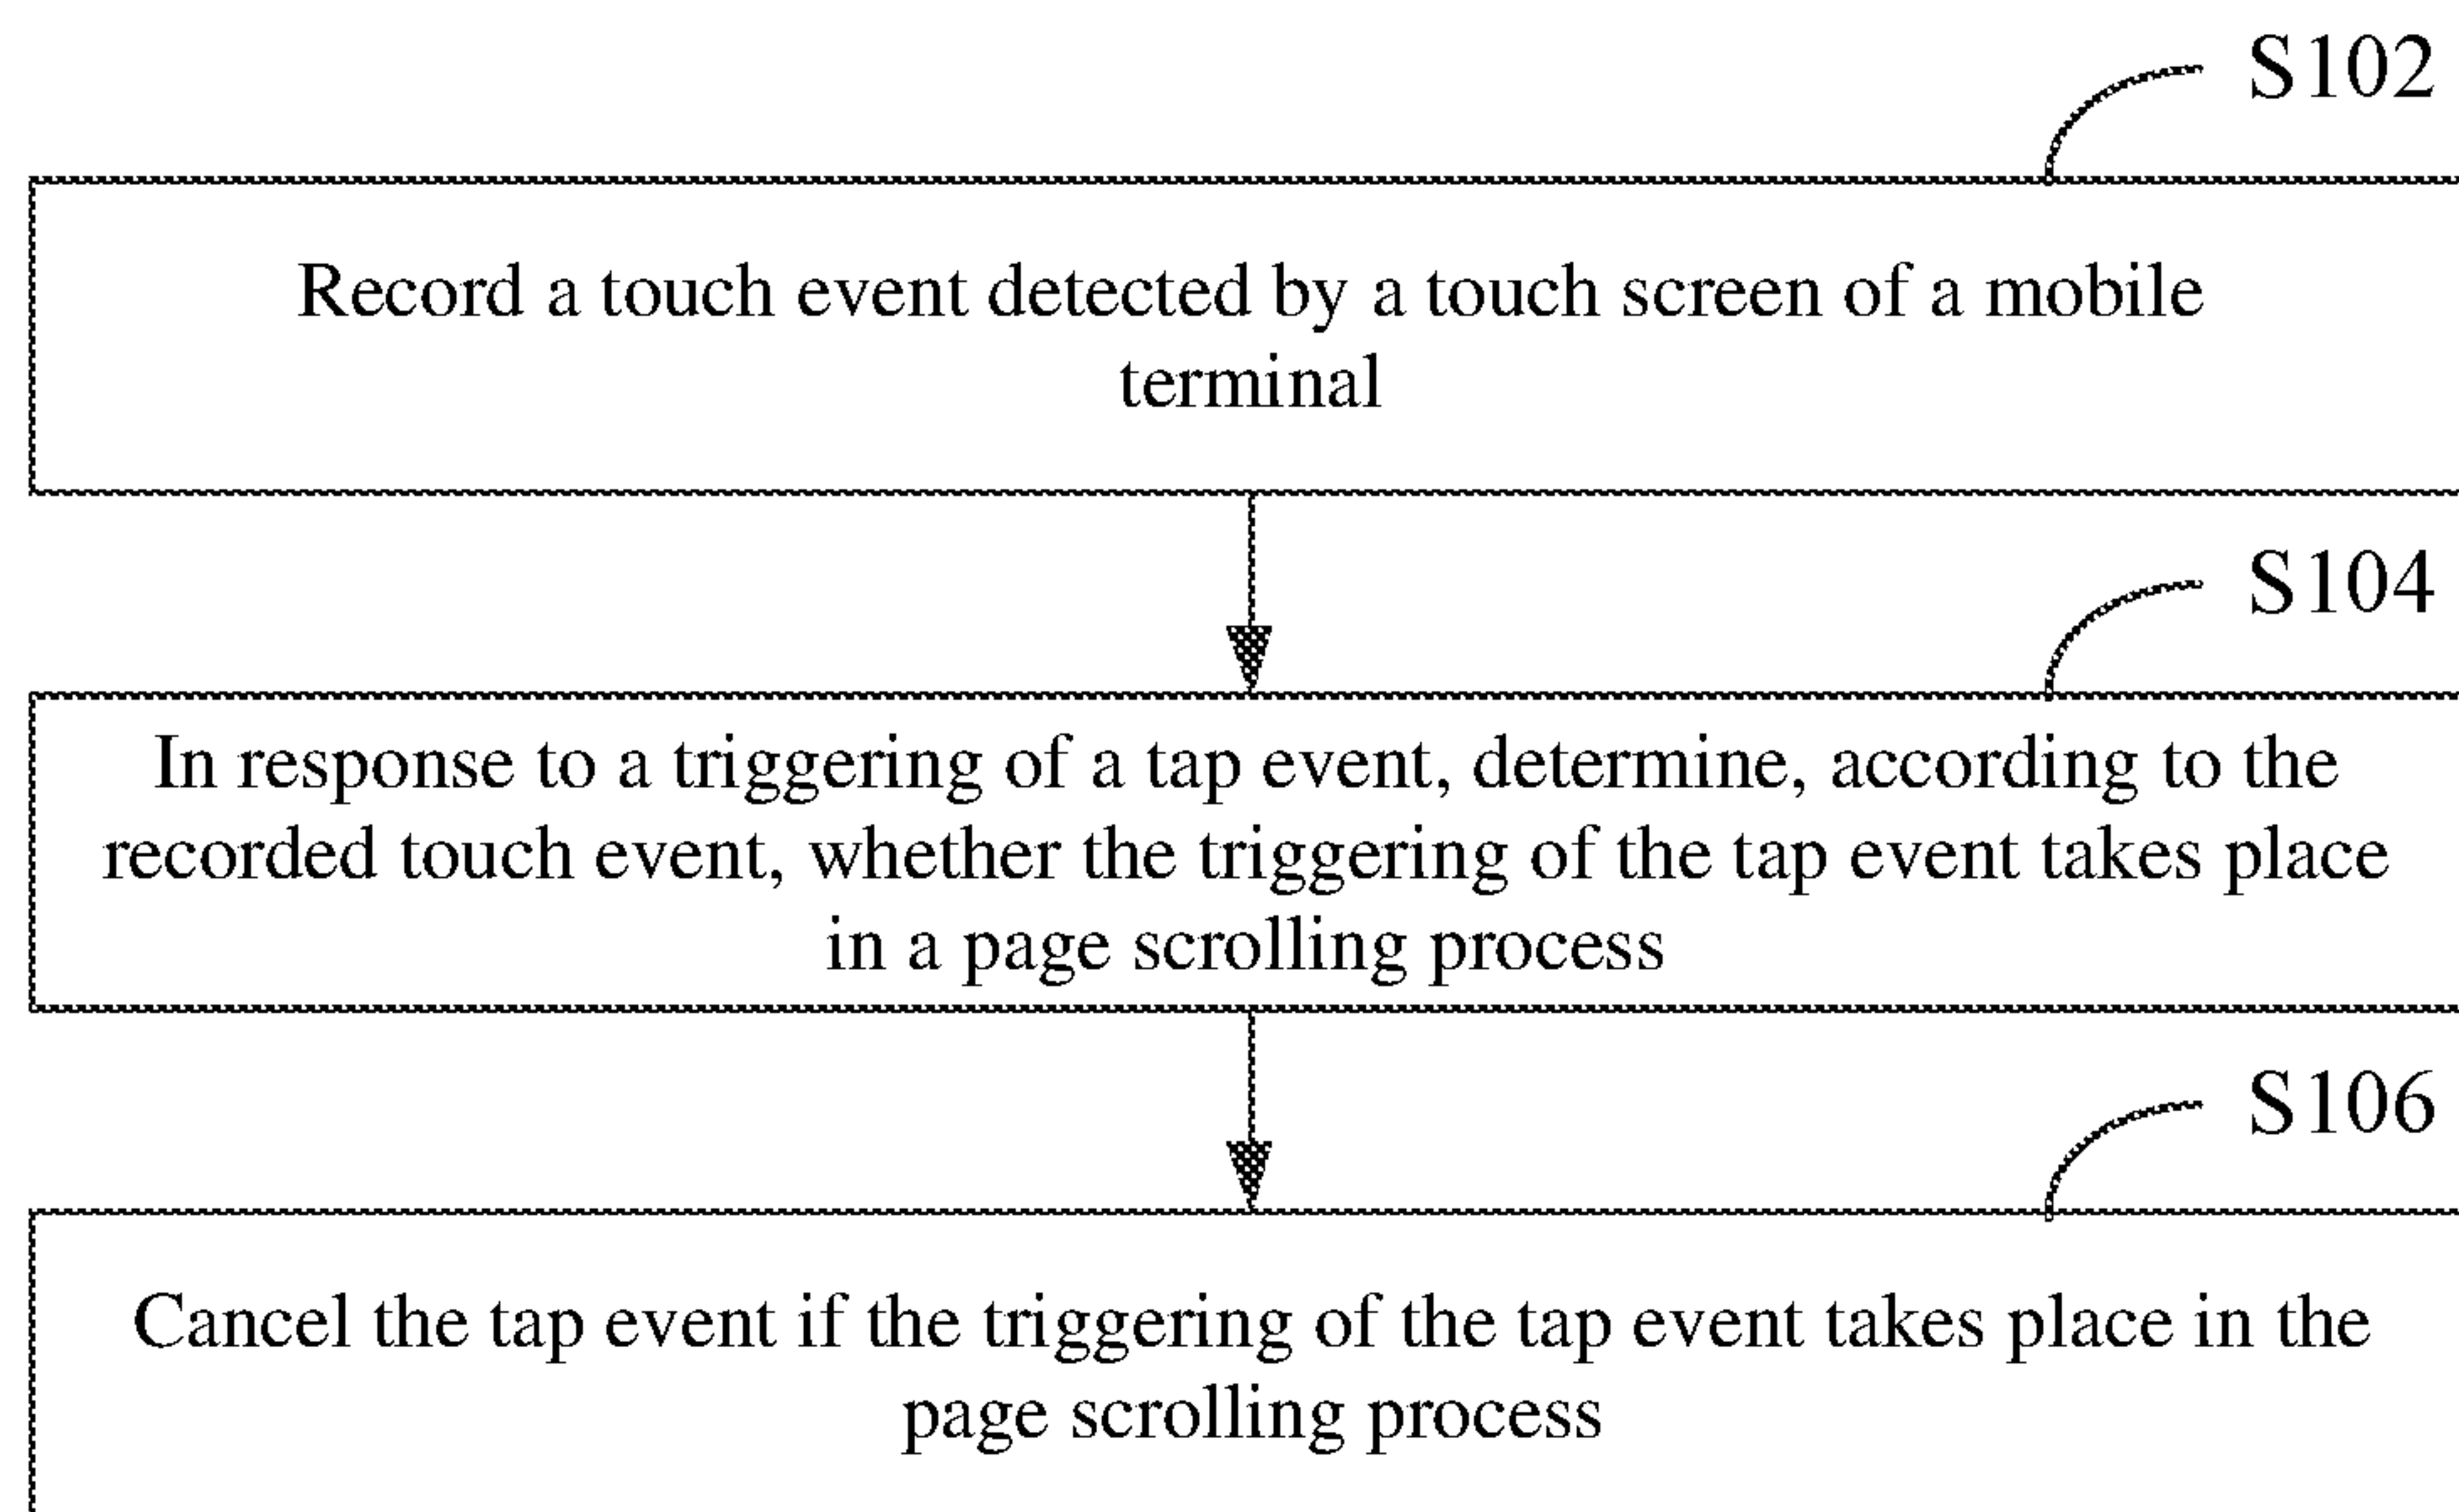 S102
Record a touch event detected by a touch screen of a mobile
terminal
S104
In response to a triggering of a tap event, determine, according to the
recorded touch event, whether the triggering of the tap event takes place
in a page scrolling process
S106
Cancel the tap event if the triggering of the tap event takes place in the
page scrolling process